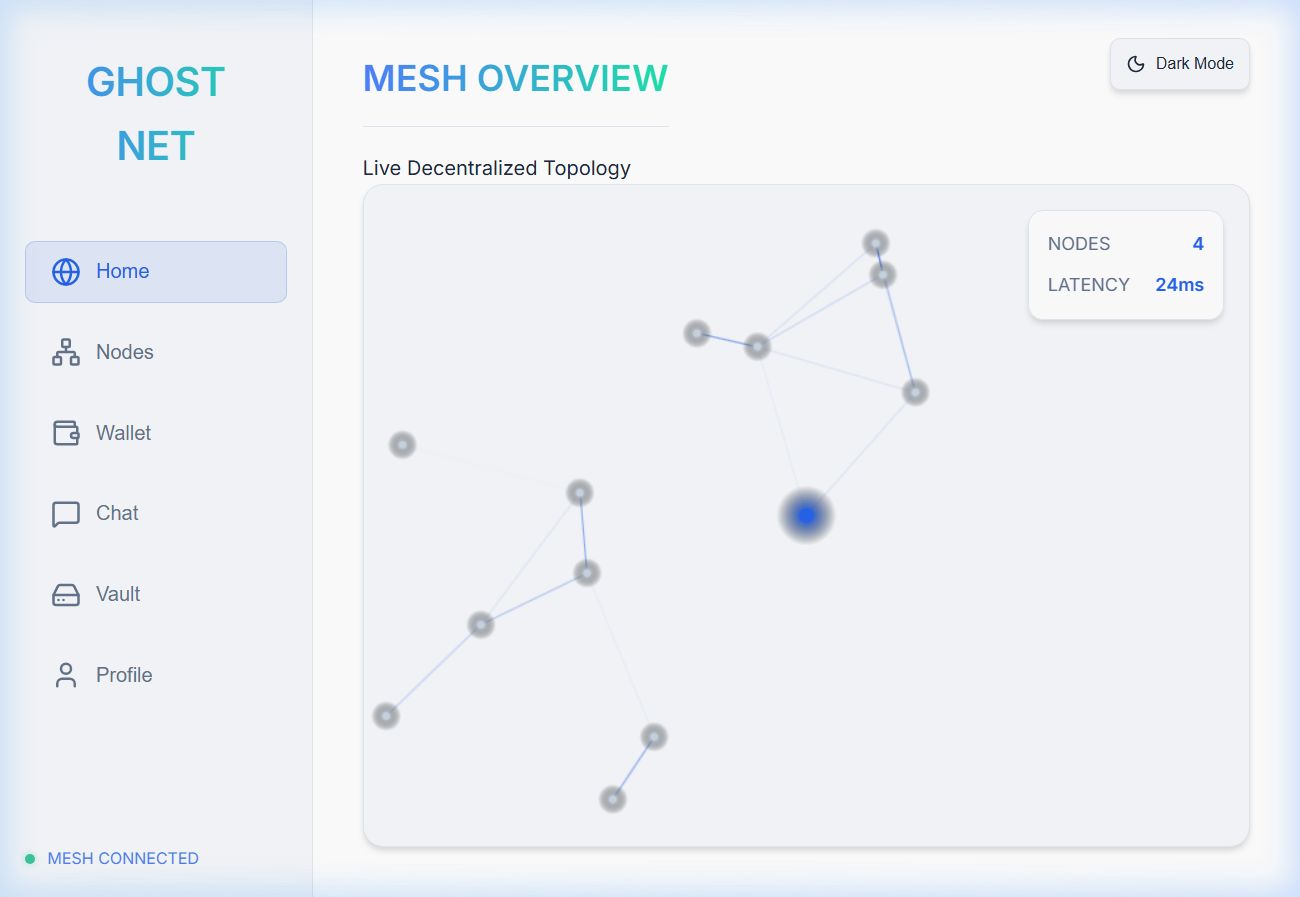 GHOST
NET
Home
Nodes
Wallet
Chat
Vault
Profile
MESH CONNECTED
MESH OVERVIEW
Dark Mode
Live Decentralized Topology
NODES 4
LATENCY 24ms